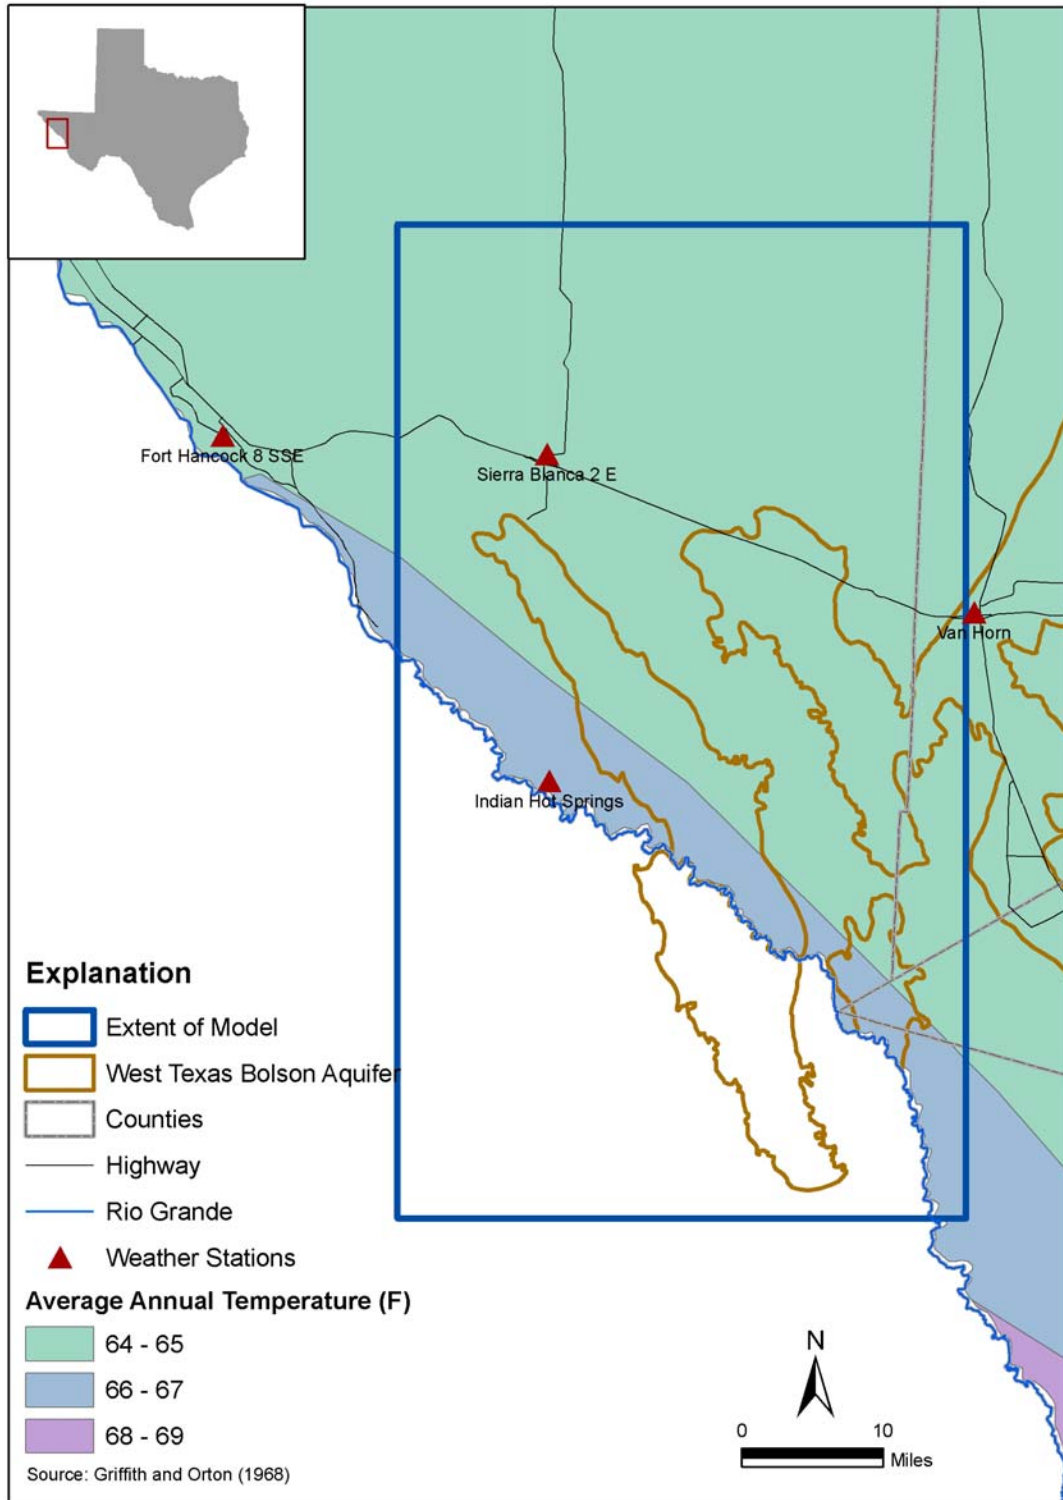 Fort Hancock 8 SSE
Sierra Blanca 2 E
Van Horn
Indian Hot Springs
Explanation
Extent of Model
West Texas Bolson Aquifer
Counties
Highway
Rio Grande
Weather Stations
Average Annual Temperature (F)
64 - 65
66 - 67
68 - 69
Source: Griffith and Orton (1968)
N
0 10
Miles